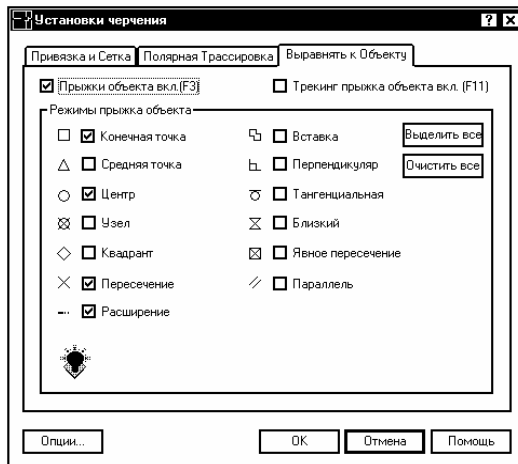 Установки черчения
Привязка и Сетка Полярная Трассировка Выравнять к Объекту
Прыжки объекта вкл.(F3) Трекинг прыжка объекта вкл. (F11)
Режимы прыжка объекта
Конечная точка Вставка Выделить все
Средняя точка Перпендикуляр Очистить все
Центр Тангенциальная
Узел Близкий
Квадрант Явное пересечение
Пересечение Параллель
Расширение
Опции... OK Отмена Помощь